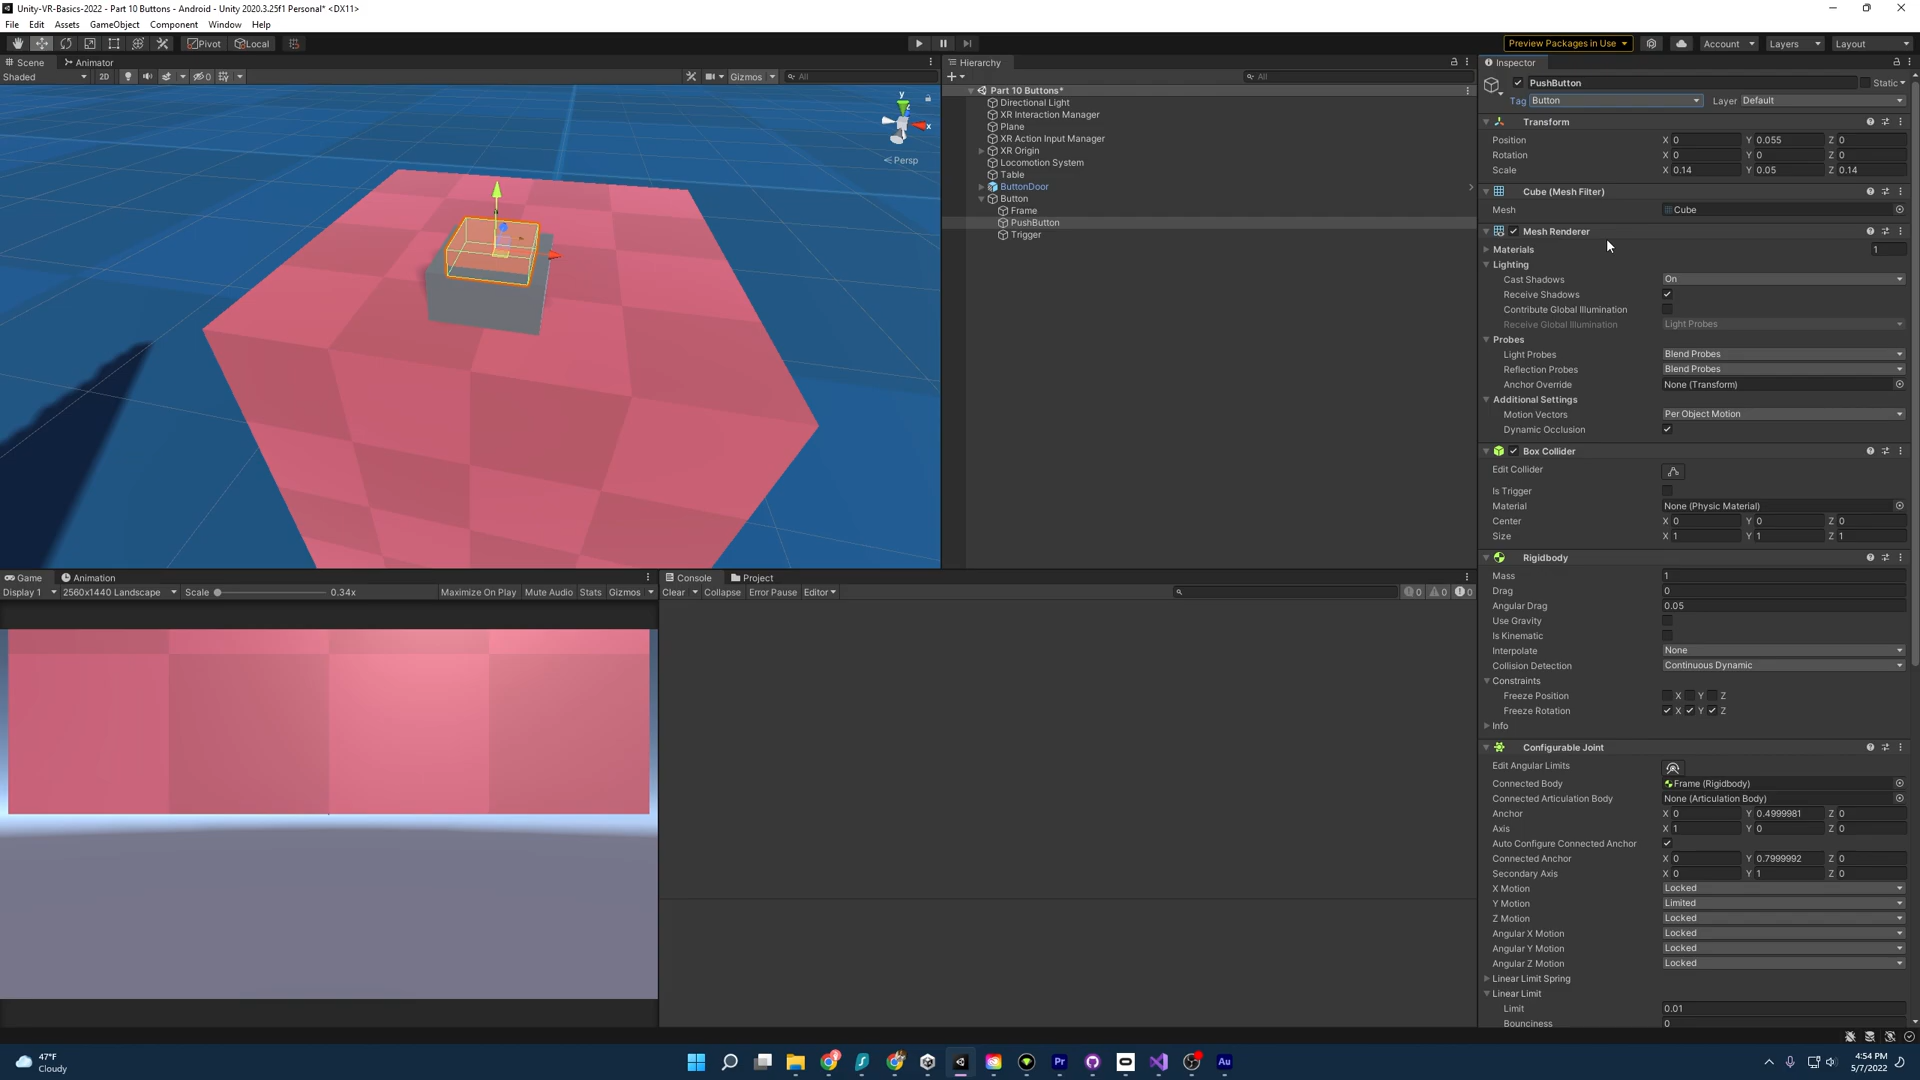 Unity-VR-Basics-2022 - Part 10 Buttons - Android - Unity 2020.3.25f1 Personal* <DX11>
File Edit Assets GameObject Component Window Help
Pivot Local Preview Packages in Use Account Layers Layout
Scene Animator
Shaded 2D 0 Gizmos All
y
x
Persp
Hierarchy
All
Part 10 Buttons*
Directional Light
XR Interaction Manager
Plane
XR Action Input Manager
XR Origin
Locomotion System
Table
ButtonDoor
Button
Frame
PushButton
Trigger
Game Animation
Display 1 2560x1440 Landscape Scale 0.34x Maximize On Play Mute Audio Stats Gizmos
Console Project
Clear Collapse Error Pause Editor 0 0 0
Inspector
PushButton Static
Tag Button Layer Default
Transform
Position X 0 Y 0.055 Z 0
Rotation X 0 Y 0 Z 0
Scale X 0.14 Y 0.05 Z 0.14
Cube (Mesh Filter)
Mesh Cube
Mesh Renderer
Materials 1
Lighting
Cast Shadows On
Receive Shadows
Contribute Global Illumination
Receive Global Illumination Light Probes
Probes
Light Probes Blend Probes
Reflection Probes Blend Probes
Anchor Override None (Transform)
Additional Settings
Motion Vectors Per Object Motion
Dynamic Occlusion
Box Collider
Edit Collider
Is Trigger
Material None (Physic Material)
Center X 0 Y 0 Z 0
Size X 1 Y 1 Z 1
Rigidbody
Mass 1
Drag 0
Angular Drag 0.05
Use Gravity
Is Kinematic
Interpolate None
Collision Detection Continuous Dynamic
Constraints
Freeze Position X Y Z
Freeze Rotation X Y Z
Info
Configurable Joint
Edit Angular Limits
Connected Body Frame (Rigidbody)
Connected Articulation Body None (Articulation Body)
Anchor X 0 Y 0.4999981 Z 0
Axis X 1 Y 0 Z 0
Auto Configure Connected Anchor
Connected Anchor X 0 Y 0.7999992 Z 0
Secondary Axis X 0 Y 1 Z 0
X Motion Locked
Y Motion Limited
Z Motion Locked
Angular X Motion Locked
Angular Y Motion Locked
Angular Z Motion Locked
Linear Limit Spring
Linear Limit
Limit 0.01
Bounciness 0
47°F
Cloudy
Pr Au
4:54 PM
5/7/2022